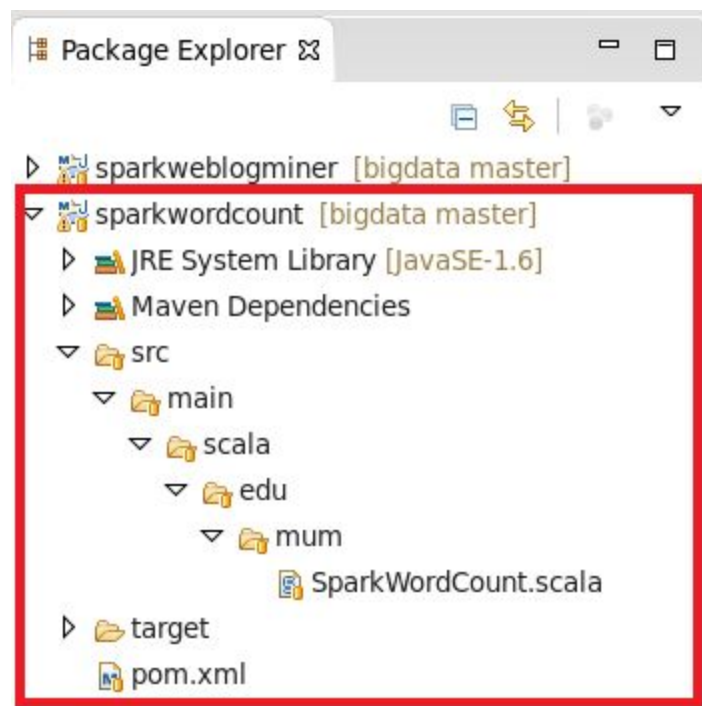 Package Explorer
sparkweblogminer [bigdata master]
sparkwordcount [bigdata master]
JRE System Library [JavaSE-1.6]
Maven Dependencies
src
main
scala
edu
mum
SparkWordCount.scala
target
pom.xml